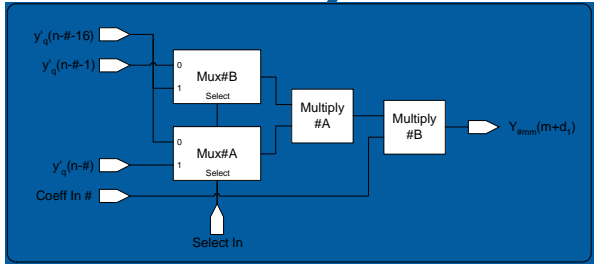 y'q(n-#-16)
y'q(n-#-1)
0
Mux#B
1
Select
Multiply
#A
Multiply
#B
Y#mm(m+d1)
0
Mux#A
1
Select
y'q(n-#)
Coeff In #
Select In